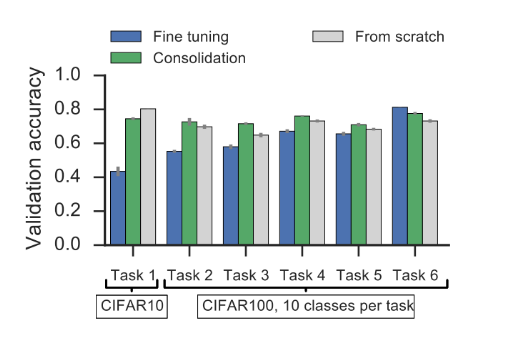 Fine tuning
From scratch
Consolidation
Validation accuracy
1.0
0.8
0.6
0.4
0.2
0.0
Task 1 Task 2 Task 3 Task 4 Task 5 Task 6
CIFAR10
CIFAR100, 10 classes per task